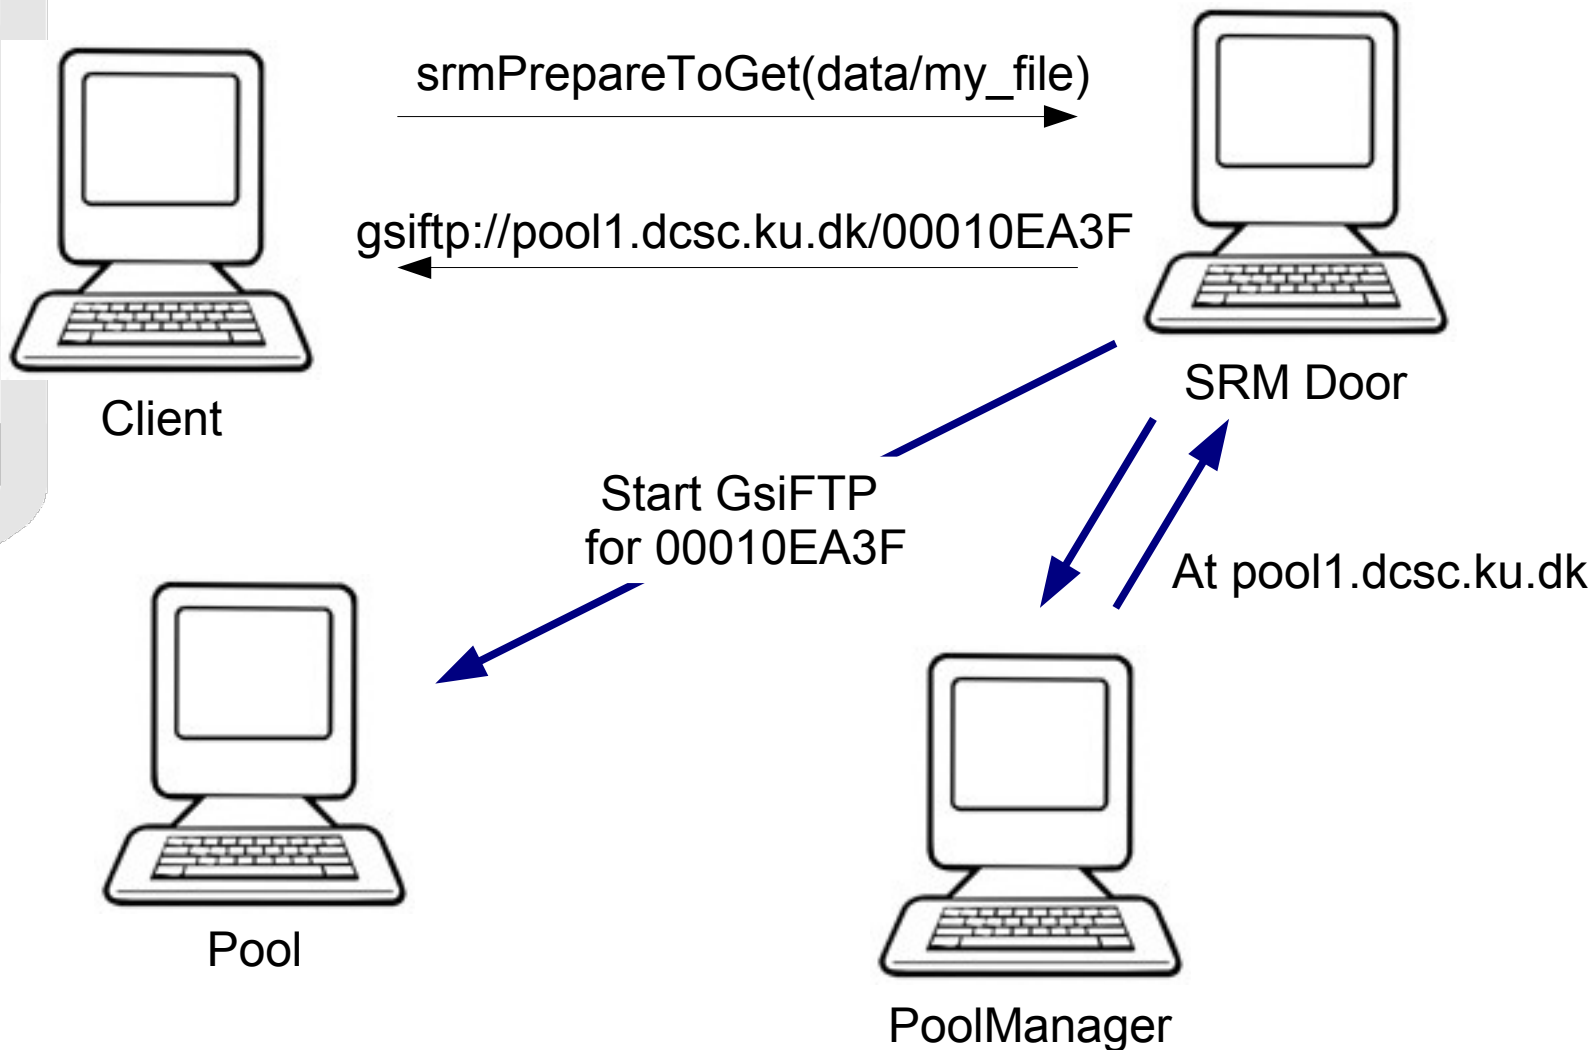 srmPrepareToGet(data/my_file)
gsiftp://pool1.dcsc.ku.dk/00010EA3F
SRM Door
Client
Start GsiFTP
for 00010EA3F
At pool1.dcsc.ku.dk
Pool
PoolManager